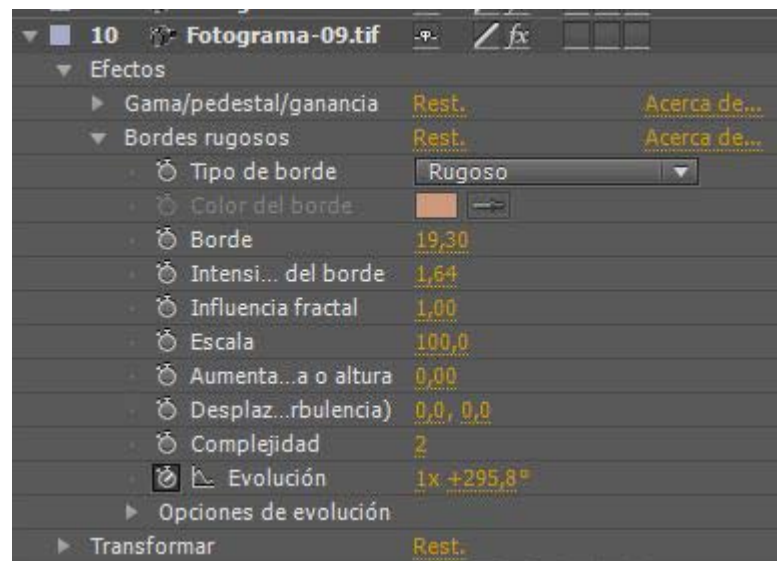 10 Fotograma-09.tif fx
Efectos
Gama/pedestal/ganancia Rest. Acerca de...
Bordes rugosos Rest. Acerca de...
Tipo de borde Rugoso
Color del borde
Borde 19,30
Intensi... del borde 1,64
Influencia fractal 1,00
Escala 100,0
Aumenta...a o altura 0,00
Desplaz...rbulencia) 0,0, 0,0
Complejidad 2
Evolución 1x +295,8°
Opciones de evolución
Transformar Rest.